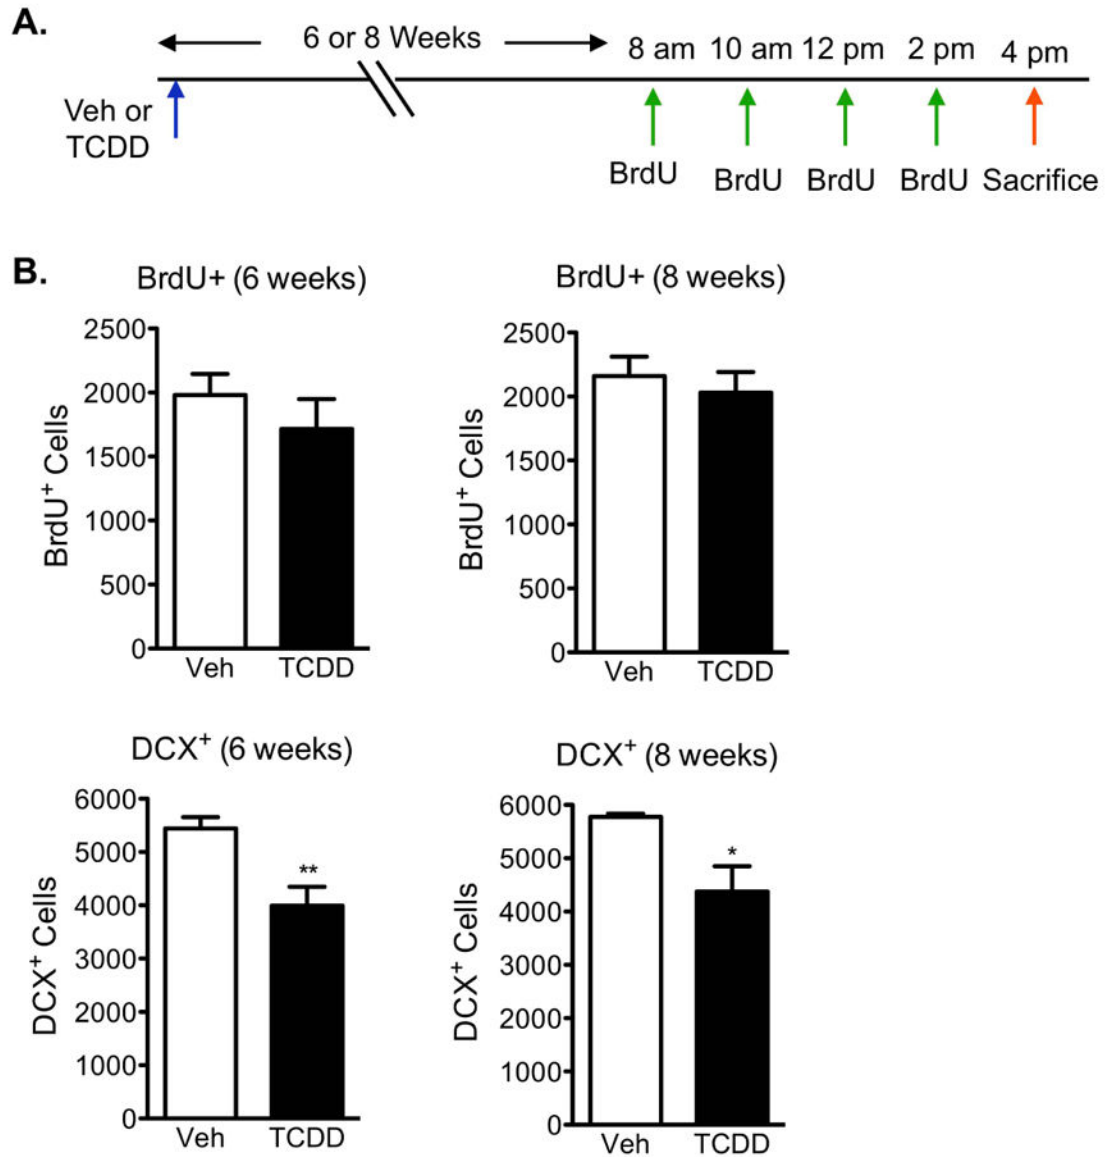 A.
6 or 8 Weeks
8 am 10 am 12 pm 2 pm 4 pm
Veh or
TCDD
BrdU BrdU BrdU BrdU Sacrifice
B.
BrdU+ (6 weeks)
BrdU⁺ Cells
2500
2000
1500
1000
500
0
Veh TCDD
BrdU+ (8 weeks)
BrdU⁺ Cells
2500
2000
1500
1000
500
0
Veh TCDD
DCX⁺ (6 weeks)
DCX⁺ Cells
6000
5000
4000
3000
2000
1000
0
**
Veh TCDD
DCX⁺ (8 weeks)
DCX⁺ Cells
6000
5000
4000
3000
2000
1000
0
*
Veh TCDD